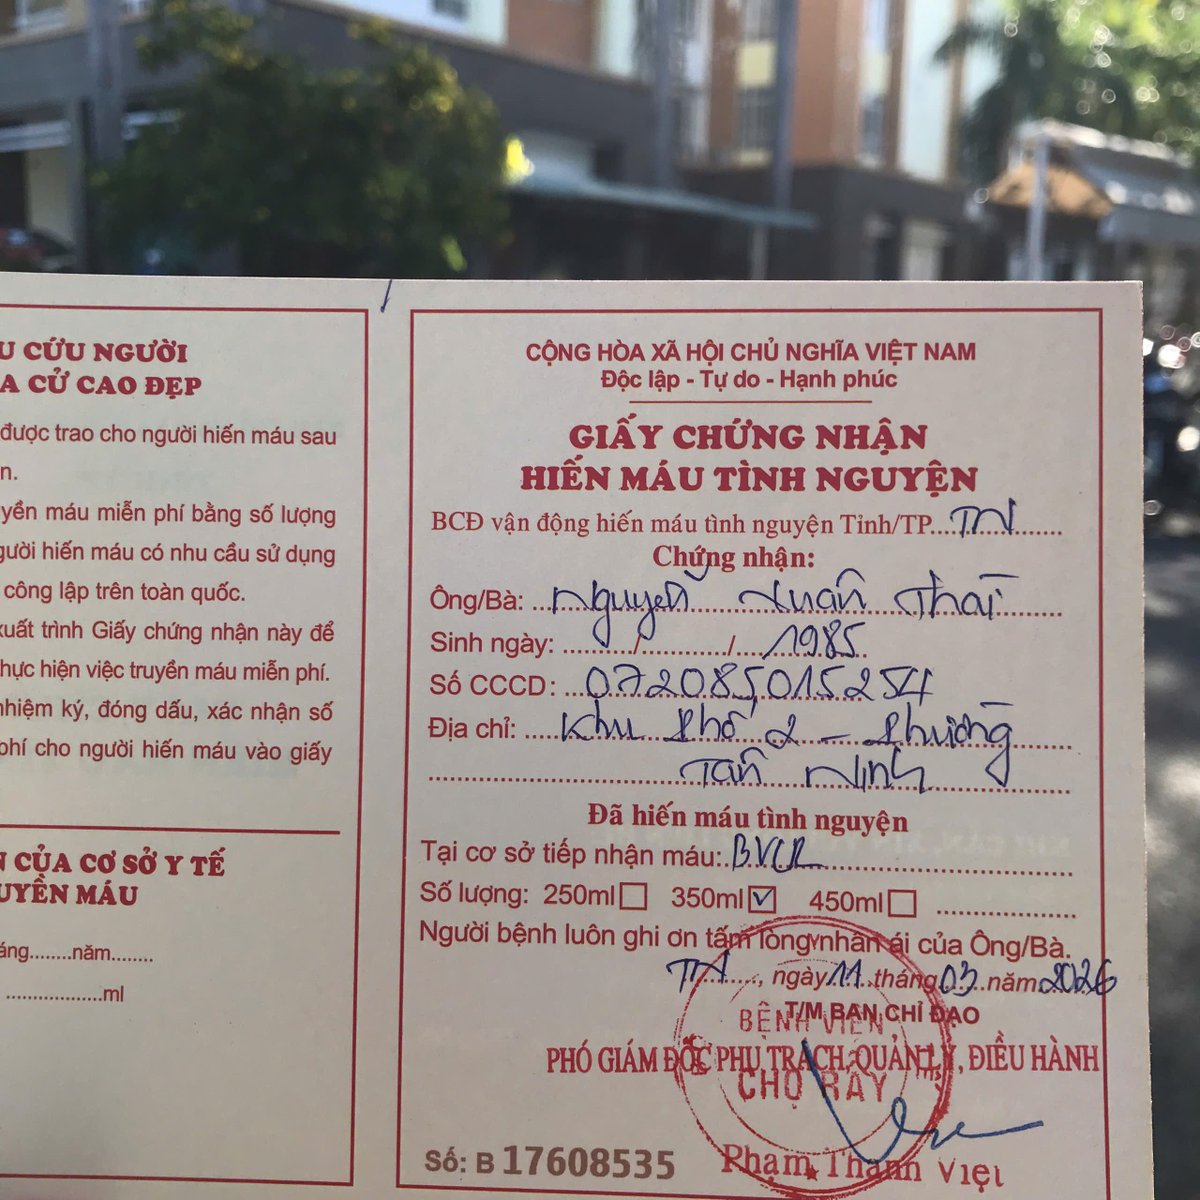 U CỨU NGƯỜI
A CỬ CAO ĐẸP
được trao cho người hiến máu sau
n.
yền máu miễn phí bằng số lượng
gười hiến máu có nhu cầu sử dụng
công lập trên toàn quốc.
xuất trình Giấy chứng nhận này để
thực hiện việc truyền máu miễn phí.
nhiệm ký, đóng dấu, xác nhận số
phí cho người hiến máu vào giấy
N CỦA CƠ SỞ Y TẾ
UYỀN MÁU
áng........năm........
..................ml
CỘNG HÒA XÃ HỘI CHỦ NGHĨA VIỆT NAM
Độc lập - Tự do - Hạnh phúc
GIẤY CHỨNG NHẬN
HIẾN MÁU TÌNH NGUYỆN
BCĐ vận động hiến máu tình nguyện Tỉnh/TP...TN......
Chứng nhận:
Ông/Bà: ...Nguyễn Xuân Thái......
Sinh ngày: ........../............/....1985
Số CCCD: ...072085015254
Địa chỉ: .....Khu Phố 2 - Phường
Tân Ninh
Đã hiến máu tình nguyện
Tại cơ sở tiếp nhận máu:.BVCR
Số lượng: 250ml☐ 350ml☑ 450ml☐ ..................
Người bệnh luôn ghi ơn tấm lòng nhân ái của Ông/Bà.
TN....., ngày 11..tháng 03...năm 2026
T/M BAN CHỈ ĐẠO
PHÓ GIÁM ĐỐC PHỤ TRÁCH, QUẢN LÝ, ĐIỀU HÀNH
BỆNH VIỆN
CHỢ RẪY
Phạm Thanh Việt
Số: B 17608535